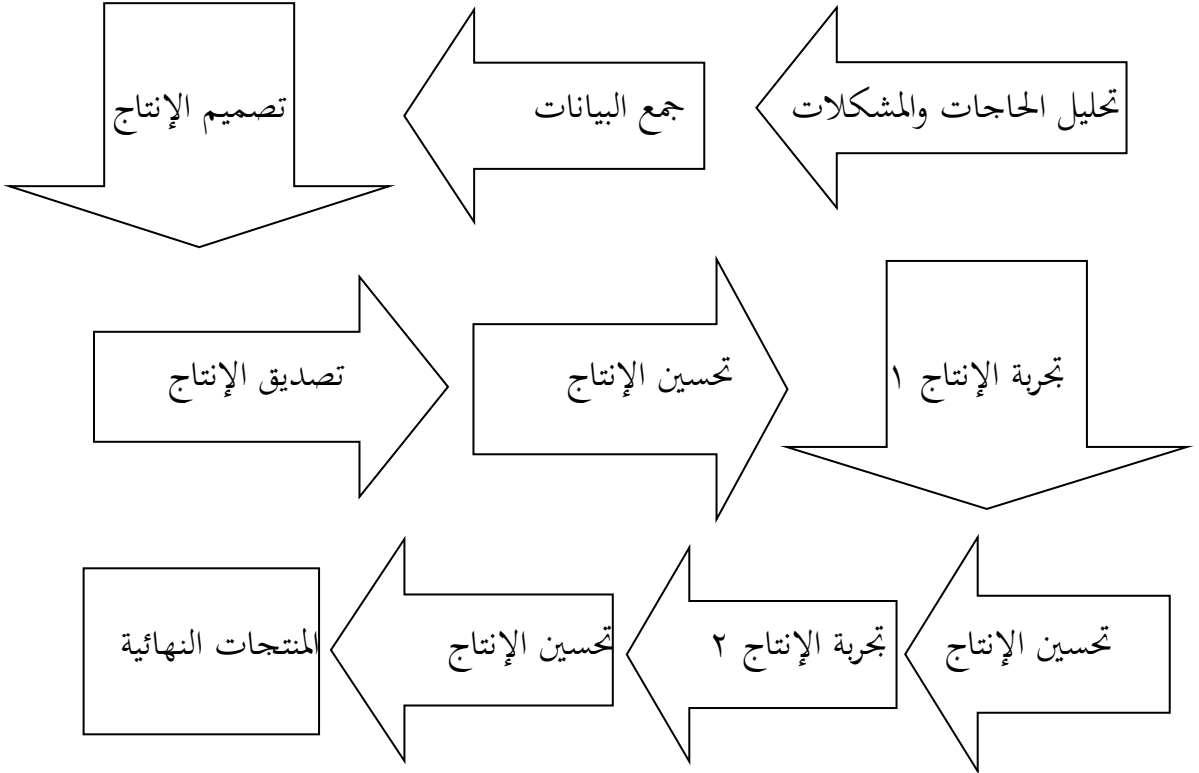 تحليل الحاجات والمشكلات
جمع البيانات
تصميم الإنتاج
تصديق الإنتاج
تحسين الإنتاج
تجربة الإنتاج ١
تحسين الإنتاج
تجربة الإنتاج ٢
تحسين الإنتاج
المنتجات النهائية